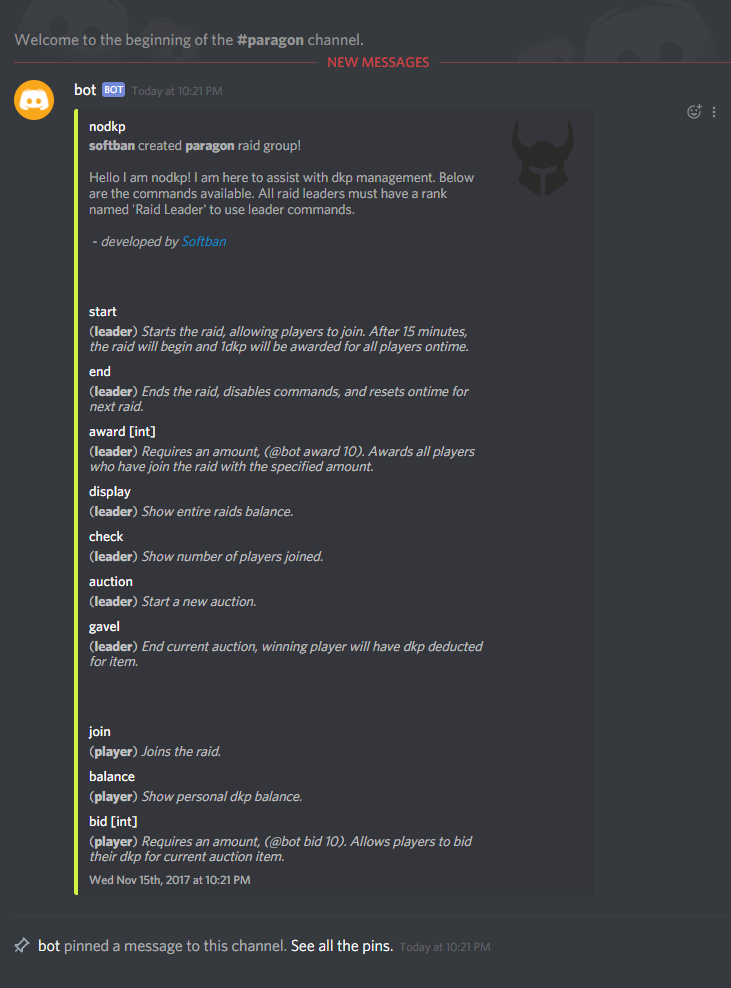 Welcome to the beginning of the #paragon channel.
NEW MESSAGES
bot BOT Today at 10:21 PM
nodkp
softban created paragon raid group!
Hello I am nodkp! I am here to assist with dkp management. Below
are the commands available. All raid leaders must have a rank
named 'Raid Leader' to use leader commands.
- developed by Softban
start
(leader) Starts the raid, allowing players to join. After 15 minutes,
the raid will begin and 1dkp will be awarded for all players ontime.
end
(leader) Ends the raid, disables commands, and resets ontime for
next raid.
award [int]
(leader) Requires an amount, (@bot award 10). Awards all players
who have join the raid with the specified amount.
display
(leader) Show entire raids balance.
check
(leader) Show number of players joined.
auction
(leader) Start a new auction.
gavel
(leader) End current auction, winning player will have dkp deducted
for item.
join
(player) Joins the raid.
balance
(player) Show personal dkp balance.
bid [int]
(player) Requires an amount, (@bot bid 10). Allows players to bid
their dkp for current auction item.
Wed Nov 15th, 2017 at 10:21 PM
bot pinned a message to this channel. See all the pins. Today at 10:21 PM